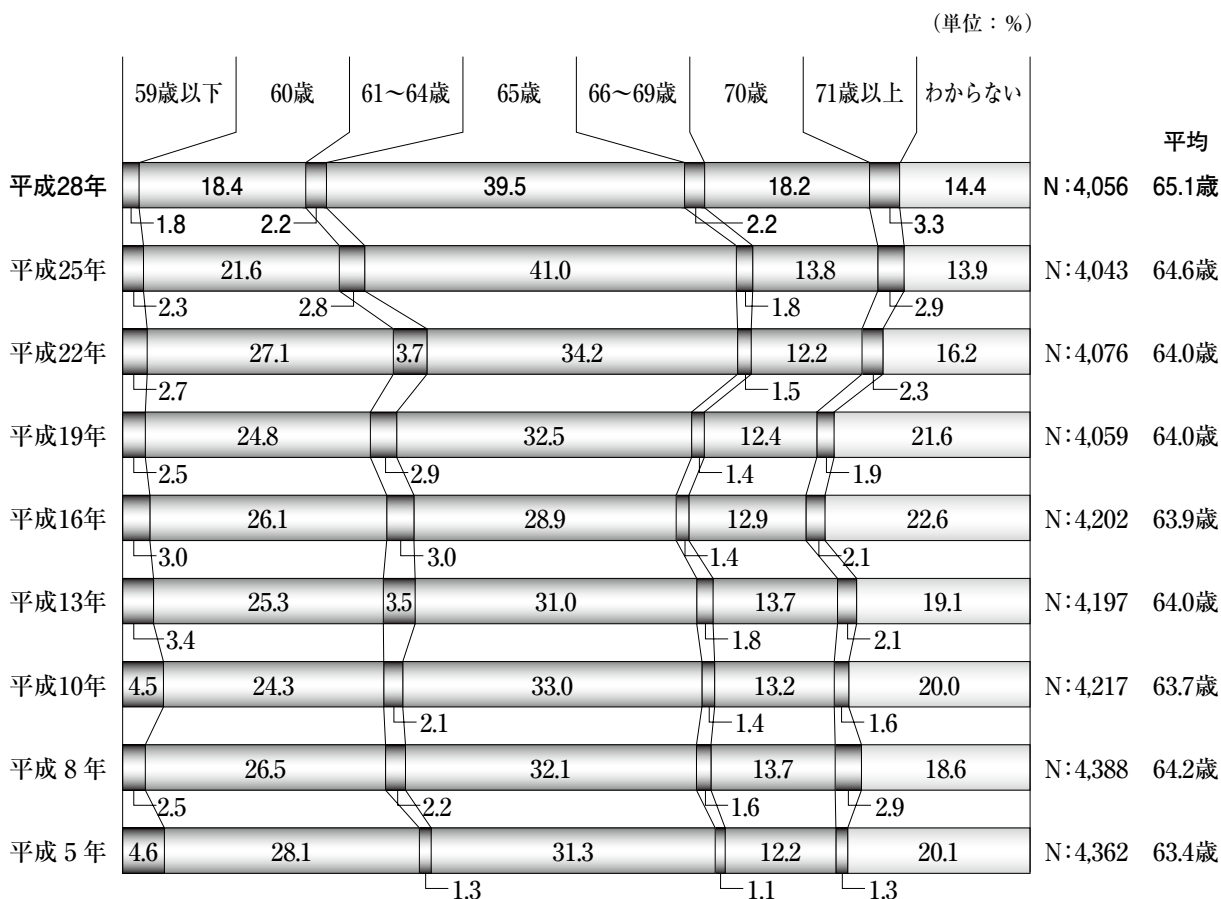 (単位：%)
59歳以下 60歳 61〜64歳 65歳 66〜69歳 70歳 71歳以上 わからない
平均
平成28年 18.4 39.5 18.2 14.4 N:4,056 65.1歳
1.8 2.2 2.2 3.3
平成25年 21.6 41.0 13.8 13.9 N:4,043 64.6歳
2.3 2.8 1.8 2.9
平成22年 27.1 3.7 34.2 12.2 16.2 N:4,076 64.0歳
2.7 1.5 2.3
平成19年 24.8 32.5 12.4 21.6 N:4,059 64.0歳
2.5 2.9 1.4 1.9
平成16年 26.1 28.9 12.9 22.6 N:4,202 63.9歳
3.0 3.0 1.4 2.1
平成13年 25.3 3.5 31.0 13.7 19.1 N:4,197 64.0歳
3.4 1.8 2.1
平成10年 4.5 24.3 33.0 13.2 20.0 N:4,217 63.7歳
2.1 1.4 1.6
平成 8 年 26.5 32.1 13.7 18.6 N:4,388 64.2歳
2.5 2.2 1.6 2.9
平成 5 年 4.6 28.1 31.3 12.2 20.1 N:4,362 63.4歳
1.3 1.1 1.3